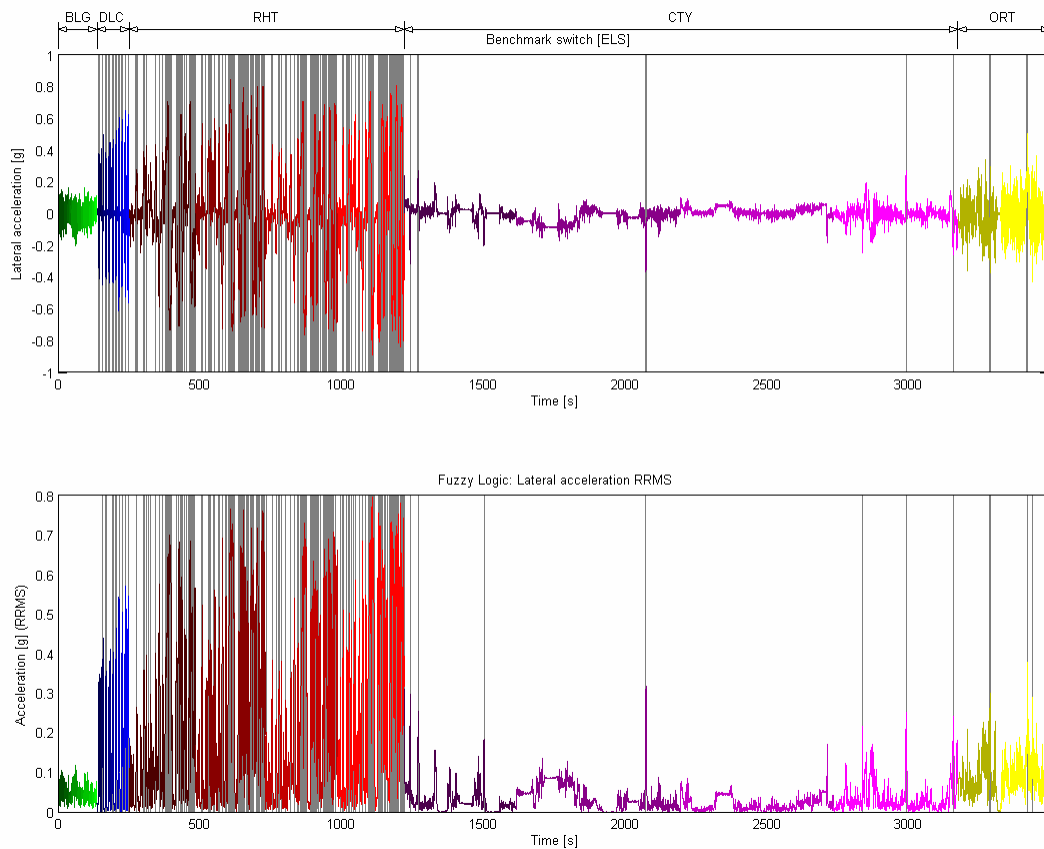 BLG DLC RHT CTY ORT
Benchmark switch [ELS]
1
0.8
0.6
0.4
0.2
0
-0.2
-0.4
-0.6
-0.8
-1
Lateral acceleration [g]
0 500 1000 1500 2000 2500 3000
Time [s]
Fuzzy Logic: Lateral acceleration RRMS
0.8
0.7
0.6
0.5
0.4
0.3
0.2
0.1
0
Acceleration [g] (RRMS)
0 500 1000 1500 2000 2500 3000
Time [s]